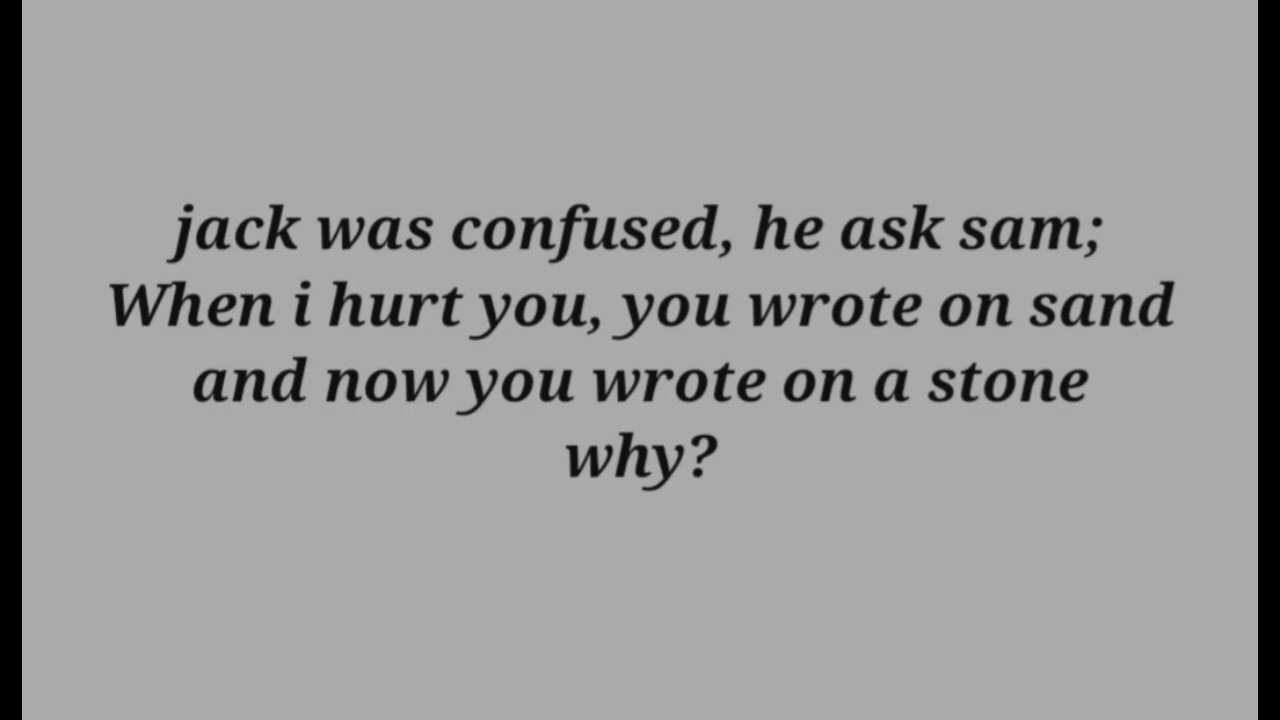 jack was confused, he ask sam;
When i hurt you, you wrote on sand
and now you wrote on a stone
why?